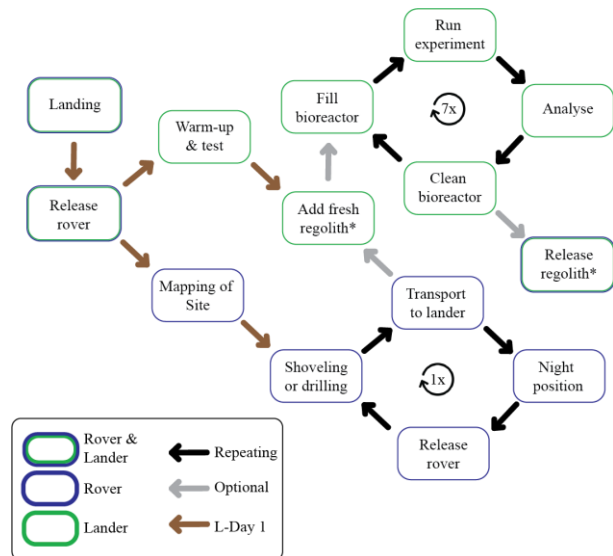 Run
experiment
Landing
Fill
bioreactor
7x
Analyse
Warm-up
& test
Clean
bioreactor
Release
rover
Add fresh
regolith*
Release
regolith*
Mapping of
Site
Transport
to lander
Shoveling
or drilling
1x
Night
position
Release
rover
Rover &
Lander
Repeating
Rover
Optional
Lander
L-Day 1